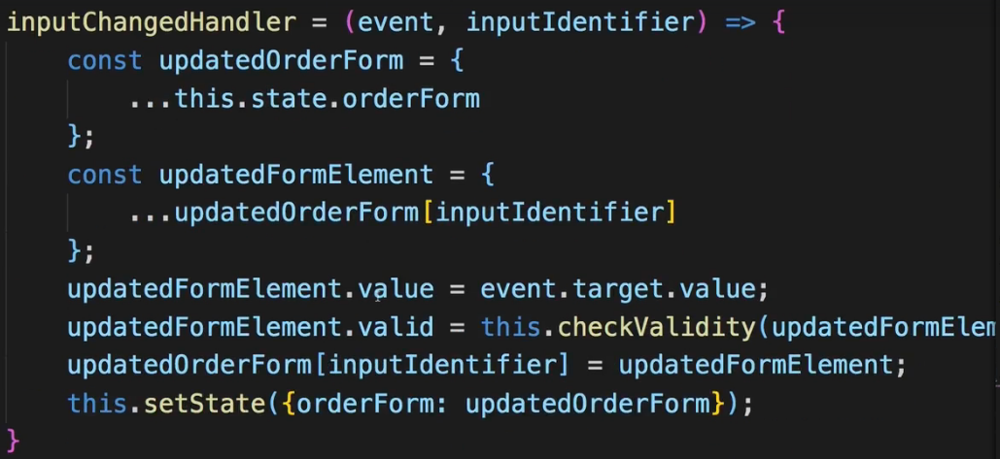 inputChangedHandler = (event, inputIdentifier) => {
    const updatedOrderForm = {
        ...this.state.orderForm
    };
    const updatedFormElement = {
        ...updatedOrderForm[inputIdentifier]
    };
    updatedFormElement.value = event.target.value;
    updatedFormElement.valid = this.checkValidity(updatedFormElem
    updatedOrderForm[inputIdentifier] = updatedFormElement;
    this.setState({orderForm: updatedOrderForm});
}